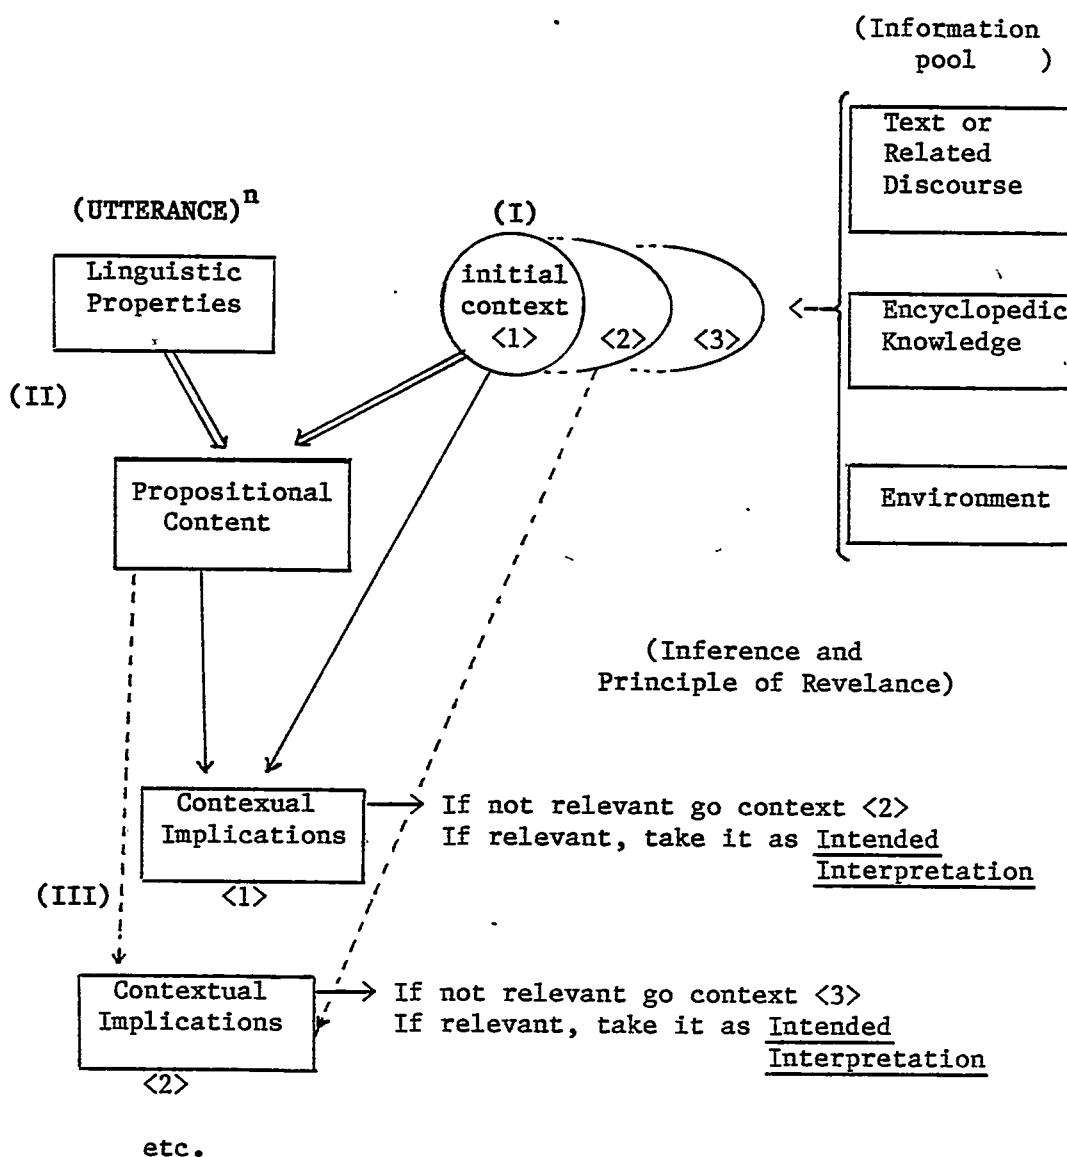 (Information
pool )
Text or
Related
Discourse
(UTTERANCE)ⁿ
(I)
Linguistic
Properties
initial
context
<1>
<2>
<3>
Encyclopedic
Knowledge
(II)
Propositional
Content
Environment
(Inference and
Principle of Revelance)
Contexual
Implications
<1>
If not relevant go context <2>
If relevant, take it as Intended
Interpretation
(III)
Contextual
Implications
<2>
If not relevant go context <3>
If relevant, take it as Intended
Interpretation
etc.